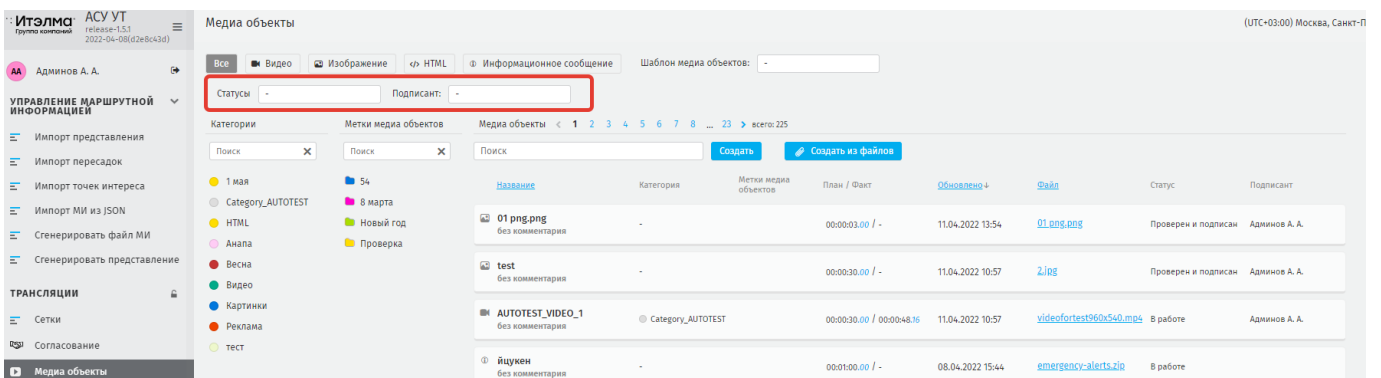 Итэлма
Группа компаний
АСУ УТ
release-1.5.1
2022-04-08(d2e8c43d)
Медиа объекты
(UTC+03:00) Москва, Санкт-П
АА Админов А. А.
Все Видео Изображение </> HTML Информационное сообщение Шаблон медиа объектов: -
Статусы - Подписант: -
УПРАВЛЕНИЕ МАРШРУТНОЙ
ИНФОРМАЦИЕЙ
Импорт представления
Импорт пересадок
Импорт точек интереса
Импорт МИ из JSON
Сгенерировать файл МИ
Сгенерировать представление
ТРАНСЛЯЦИИ
Сетки
Согласование
Медиа объекты
Категории
Поиск X
1 мая
Category_AUTOTEST
HTML
Анапа
Весна
Видео
Картинки
Реклама
тест
Метки медиа объектов
Поиск X
54
8 марта
Новый год
Проверка
Медиа объекты < 1 2 3 4 5 6 7 8 ... 23 > всего: 225
Поиск Создать Создать из файлов
Название Категория Метки медиа объектов План / Факт Обновлено↓ Файл Статус Подписант
01 png.png - 00:00:03.00 / - 11.04.2022 13:54 01 png.png Проверен и подписан Админов А. А.
без комментария
test - 00:00:30.00 / - 11.04.2022 10:57 2.jpg Проверен и подписан Админов А. А.
без комментария
AUTOTEST_VIDEO_1 Category_AUTOTEST 00:00:30.00 / 00:00:48.16 11.04.2022 10:57 videofortest960x540.mp4 В работе Админов А. А.
без комментария
йцукен - 00:01:00.00 / - 08.04.2022 15:44 emergency-alerts.zip В работе
без комментария